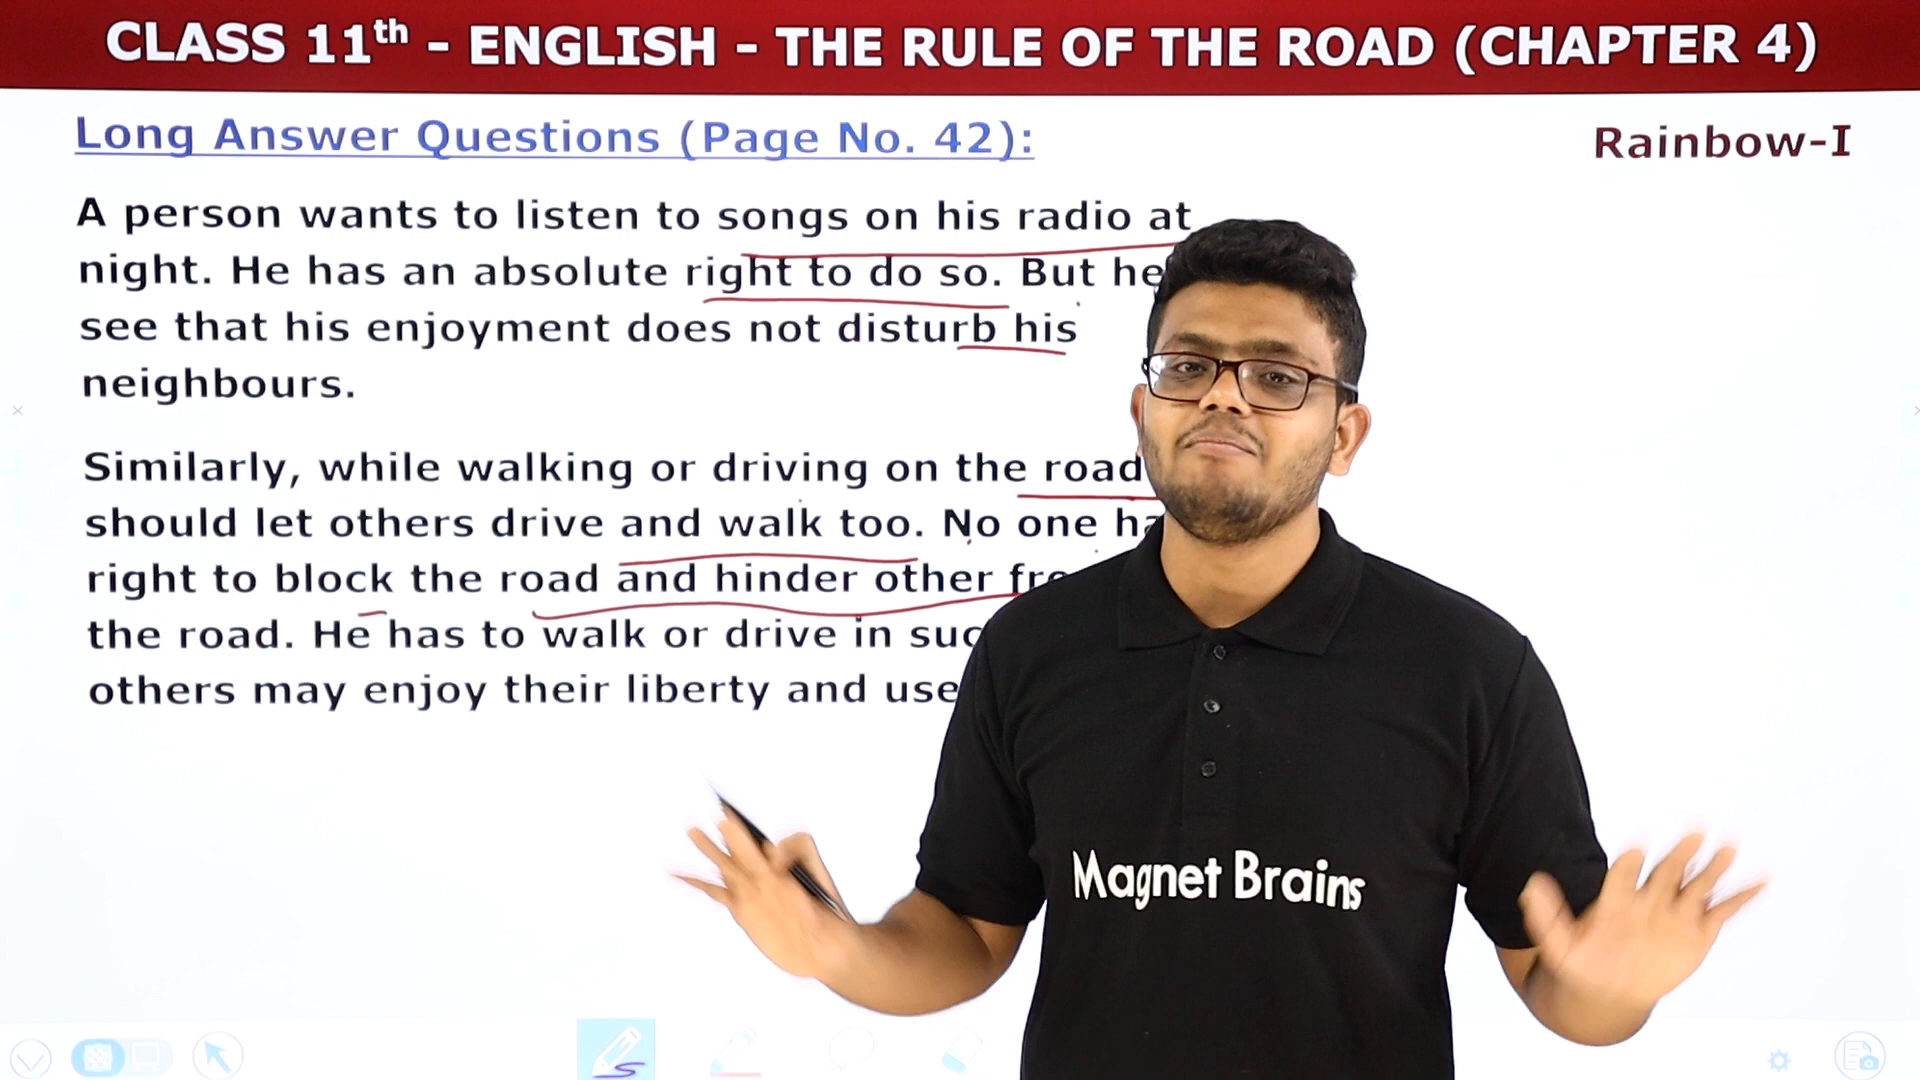 CLASS 11th - ENGLISH - THE RULE OF THE ROAD (CHAPTER 4)
Long Answer Questions (Page No. 42):
Rainbow-I
A person wants to listen to songs on his radio at
night. He has an absolute right to do so. But he
see that his enjoyment does not disturb his
neighbours.
Similarly, while walking or driving on the road
should let others drive and walk too. No one
right to block the road and hinder other
the road. He has to walk or drive in
others may enjoy their liberty and use
Magnet Brains